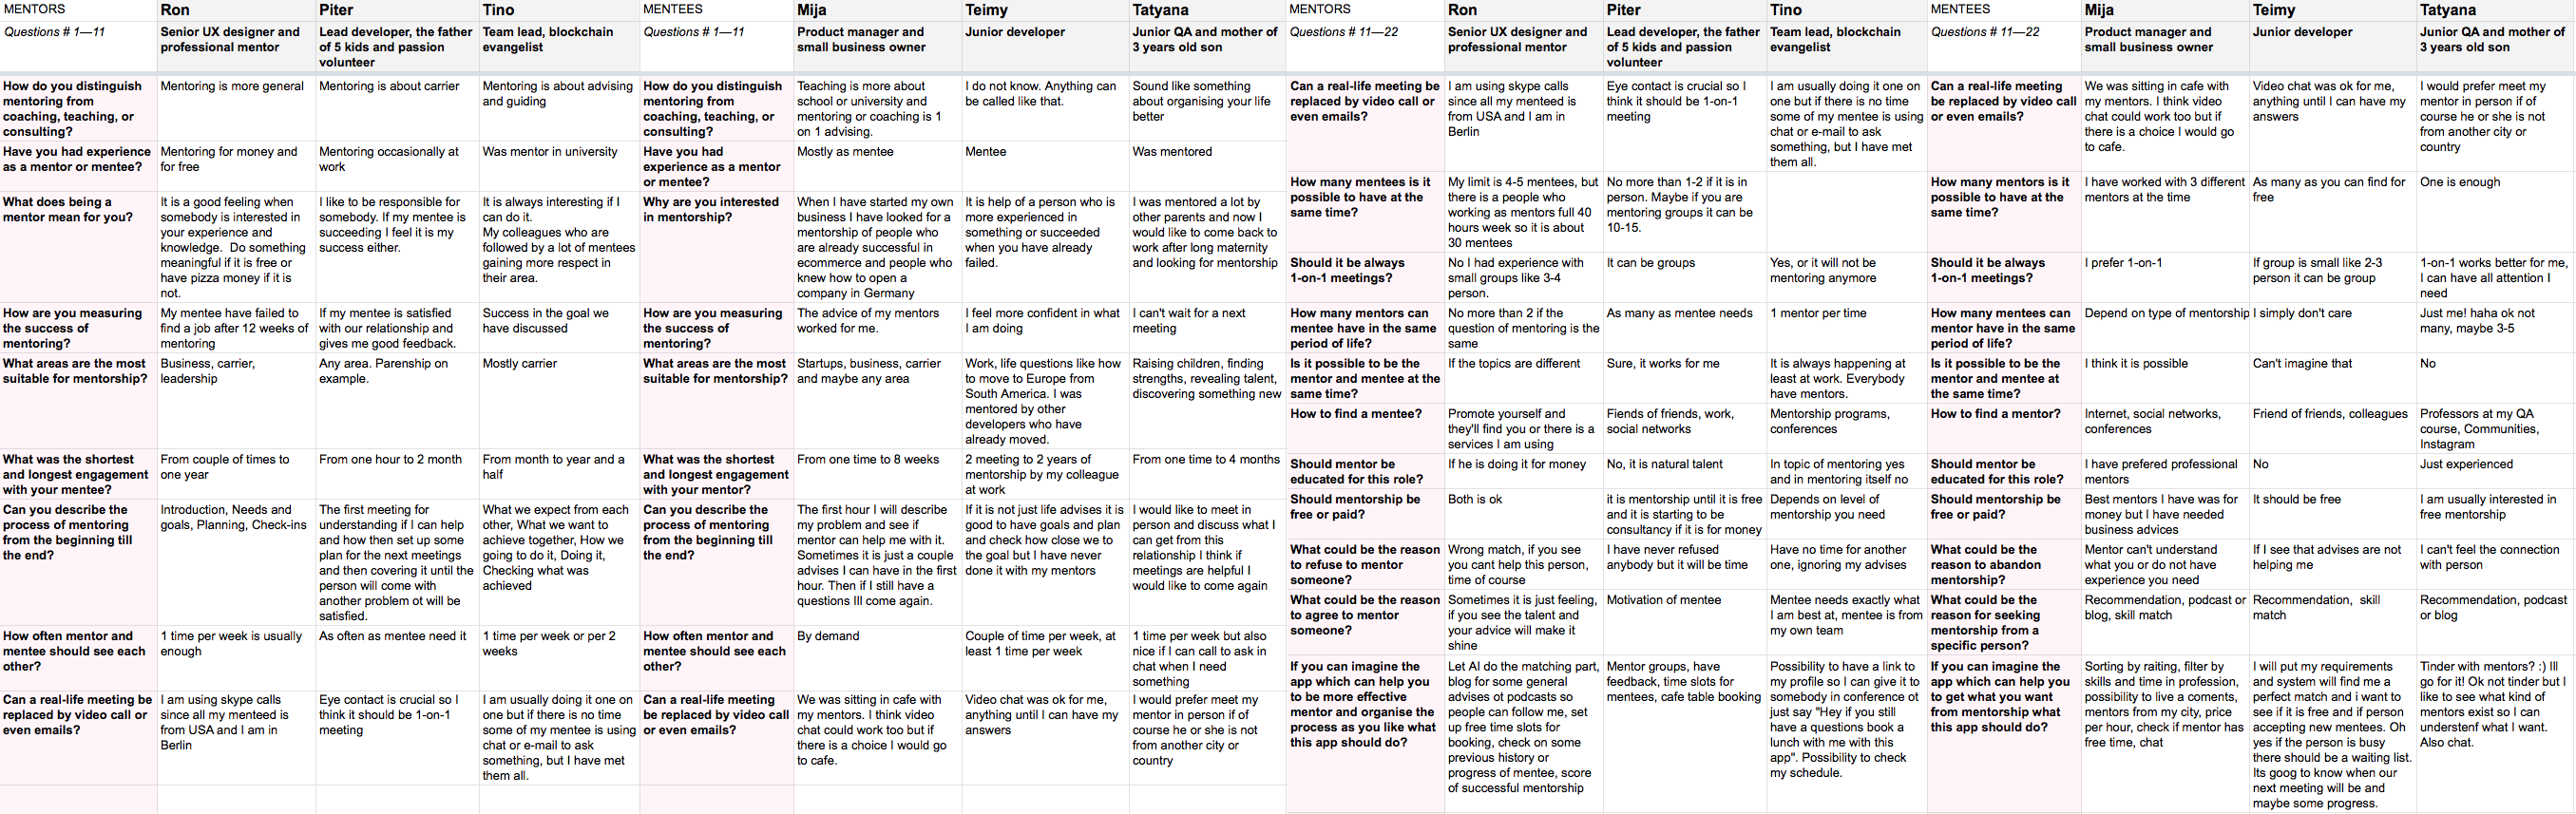 MENTORS
Ron
Piter
Tino
MENTEES
Mija
Teimy
Tatyana
MENTORS
Ron
Piter
Tino
MENTEES
Mija
Teimy
Tatyana
Questions # 1—11
Senior UX designer and
professional mentor
Lead developer, the father
of 5 kids and passion
volunteer
Team lead, blockchain
evangelist
Questions # 1—11
Product manager and
small business owner
Junior developer
Junior QA and mother of
3 years old son
Questions # 11—22
Senior UX designer and
professional mentor
Lead developer, the father
of 5 kids and passion
volunteer
Team lead, blockchain
evangelist
Questions # 11—22
Product manager and
small business owner
Junior developer
Junior QA and mother of
3 years old son
How do you distinguish
mentoring from
coaching, teaching, or
consulting?
Mentoring is more general
Mentoring is about carrier
Mentoring is about advising
and guiding
How do you distinguish
mentoring from
coaching, teaching, or
consulting?
Teaching is more about
school or university and
mentoring or coaching is 1
on 1 advising.
I do not know. Anything can
be called like that.
Sound like something
about organising your life
better
Have you had experience
as a mentor or mentee?
Mentoring for money and
for free
Mentoring occasionally at
work
Was mentor in university
Have you had
experience as a mentor
or mentee?
Mostly as mentee
Mentee
Was mentored
What does being a
mentor mean for you?
It is a good feeling when
somebody is interested in
your experience and
knowledge.  Do something
meaningful if it is free or
have pizza money if it is
not.
I like to be responsible for
somebody. If my mentee is
succeeding I feel it is my
success either.
It is always interesting if I
can do it.
My colleagues who are
followed by a lot of mentees
gaining more respect in
their area.
Why are you interested
in mentorship?
When I have started my own
business I have looked for a
mentorship of people who
are already successful in
ecommerce and people who
knew how to open a
company in Germany
It is help of a person who is
more experienced in
something or succeeded
when you have already
failed.
I was mentored a lot by
other parents and now I
would like to come back to
work after long maternity
and looking for mentorship
How are you measuring
the success of
mentoring?
My mentee have failed to
find a job after 12 weeks of
mentoring
If my mentee is satisfied
with our relationship and
gives me good feedback.
Success in the goal we
have discussed
How are you measuring
the success of
mentoring?
The advice of my mentors
worked for me.
I feel more confident in what
I am doing
I can't wait for a next
meeting
What areas are the most
suitable for mentorship?
Business, carrier,
leadership
Any area. Parenship on
example.
Mostly carrier
What areas are the most
suitable for mentorship?
Startups, business, carrier
and maybe any area
Work, life questions like how
to move to Europe from
South America. I was
mentored by other
developers who have
already moved.
Raising children, finding
strengths, revealing talent,
discovering something new
What was the shortest
and longest engagement
with your mentee?
From couple of times to
one year
From one hour to 2 month
From month to year and a
half
What was the shortest
and longest engagement
with your mentor?
From one time to 8 weeks
2 meeting to 2 years of
mentorship by my colleague
at work
From one time to 4 months
Can you describe the
process of mentoring
from the beginning till
the end?
Introduction, Needs and
goals, Planning, Check-ins
The first meeting for
understanding if I can help
and how then set up some
plan for the next meetings
and then covering it until the
person will come with
another problem ot will be
satisfied.
What we expect from each
other, What we want to
achieve together, How we
going to do it, Doing it,
Checking what was
achieved
Can you describe the
process of mentoring
from the beginning till
the end?
The first hour I will describe
my problem and see if
mentor can help me with it.
Sometimes it is just a couple
advises I can have in the first
hour. Then if I still have a
questions Ill come again.
If it is not just life advises it is
good to have goals and plan
and check how close we to
the goal but I have never
done it with my mentors
I would like to meet in
person and discuss what I
can get from this
relationship I think if
meetings are helpful I
would like to come again
How often mentor and
mentee should see each
other?
1 time per week is usually
enough
As often as mentee need it
1 time per week or per 2
weeks
How often mentor and
mentee should see each
other?
By demand
Couple of time per week, at
least 1 time per week
1 time per week but also
nice if I can call to ask in
chat when I need
something
Can a real-life meeting be
replaced by video call or
even emails?
I am using skype calls
since all my menteed is
from USA and I am in
Berlin
Eye contact is crucial so I
think it should be 1-on-1
meeting
I am usually doing it one on
one but if there is no time
some of my mentee is using
chat or e-mail to ask
something, but I have met
them all.
Can a real-life meeting
be replaced by video call
or even emails?
We was sitting in cafe with
my mentors. I think video
chat could work too but if
there is a choice I would go
to cafe.
Video chat was ok for me,
anything until I can have my
answers
I would prefer meet my
mentor in person if of
course he or she is not
from another city or
country
Can a real-life meeting be
replaced by video call or
even emails?
I am using skype calls
since all my menteed is
from USA and I am in
Berlin
Eye contact is crucial so I
think it should be 1-on-1
meeting
I am usually doing it one on
one but if there is no time
some of my mentee is using
chat or e-mail to ask
something, but I have met
them all.
Can a real-life meeting
be replaced by video call
or even emails?
We was sitting in cafe with
my mentors. I think video
chat could work too but if
there is a choice I would go
to cafe.
Video chat was ok for me,
anything until I can have my
answers
I would prefer meet my
mentor in person if of
course he or she is not
from another city or
country
How many mentees is it
possible to have at the
same time?
My limit is 4-5 mentees, but
there is a people who
working as mentors full 40
hours week so it is about
30 mentees
No more than 1-2 if it is in
person. Maybe if you are
mentoring groups it can be
10-15.
How many mentors is it
possible to have at the
same time?
I have worked with 3 different
mentors at the time
As many as you can find for
free
One is enough
Should it be always
1-on-1 meetings?
No I had experience with
small groups like 3-4
person.
It can be groups
Yes, or it will not be
mentoring anymore
Should it be always
1-on-1 meetings?
I prefer 1-on-1
If group is small like 2-3
person it can be group
1-on-1 works better for me,
I can have all attention I
need
How many mentors can
mentee have in the same
period of life?
No more than 2 if the
question of mentoring is the
same
As many as mentee needs
1 mentor per time
How many mentees can
mentor have in the same
period of life?
Depend on type of mentorship
I simply don't care
Just me! haha ok not
many, maybe 3-5
Is it possible to be the
mentor and mentee at the
same time?
If the topics are different
Sure, it works for me
It is always happening at
least at work. Everybody
have mentors.
Is it possible to be the
mentor and mentee at
the same time?
I think it is possible
Can't imagine that
No
How to find a mentee?
Promote yourself and
they'll find you or there is a
services I am using
Fiends of friends, work,
social networks
Mentorship programs,
conferences
How to find a mentor?
Internet, social networks,
conferences
Friend of friends, colleagues
Professors at my QA
course, Communities,
Instagram
Should mentor be
educated for this role?
If he is doing it for money
No, it is natural talent
In topic of mentoring yes
and in mentoring itself no
Should mentor be
educated for this role?
I have prefered professional
mentors
No
Just experienced
Should mentorship be
free or paid?
Both is ok
it is mentorship until it is free
and it is starting to be
consultancy if it is for money
Depends on level of
mentorship you need
Should mentorship be
free or paid?
Best mentors I have was for
money but I have needed
business advices
It should be free
I am usually interested in
free mentorship
What could be the reason
to refuse to mentor
someone?
Wrong match, if you see
you cant help this person,
time of course
I have never refused
anybody but it will be time
Have no time for another
one, ignoring my advises
What could be the
reason to abandon
mentorship?
Mentor can't understand
what you or do not have
experience you need
If I see that advises are not
helping me
I can't feel the connection
with person
What could be the reason
to agree to mentor
someone?
Sometimes it is just feeling,
if you see the talent and
your advice will make it
shine
Motivation of mentee
Mentee needs exactly what
I am best at, mentee is from
my own team
What could be the
reason for seeking
mentorship from a
specific person?
Recommendation, podcast or
blog, skill match
Recommendation,  skill
match
Recommendation, podcast
or blog
If you can imagine the
app which can help you
to be more effective
mentor and organise the
process as you like what
this app should do?
Let AI do the matching part,
blog for some general
advises ot podcasts so
people can follow me, set
up free time slots for
booking, check on some
previous history or
progress of mentee, score
of successful mentorship
Mentor groups, have
feedback, time slots for
mentees, cafe table booking
Possibility to have a link to
my profile so I can give it to
somebody in conference ot
just say "Hey if you still
have a questions book a
lunch with me with this
app". Possibility to check
my schedule.
If you can imagine the
app which can help you
to get what you want
from mentorship what
this app should do?
Sorting by raiting, filter by
skills and time in profession,
possibility to live a coments,
mentors from my city, price
per hour, check if mentor has
free time, chat
I will put my requirements
and system will find me a
perfect match and i want to
see if it is free and if person
accepting new mentees. Oh
yes if the person is busy
there should be a waiting list.
Its goog to know when our
next meeting will be and
maybe some progress.
Tinder with mentors? :) Ill
go for it! Ok not tinder but I
like to see what kind of
mentors exist so I can
understenf what I want.
Also chat.